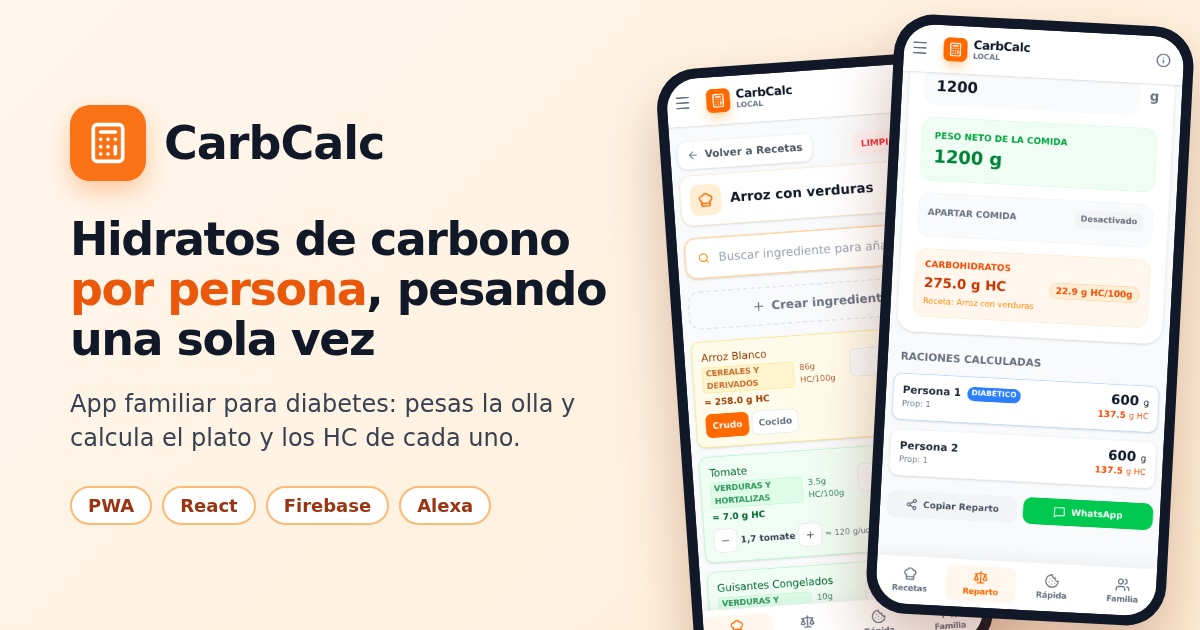 CarbCalc
Hidratos de carbono
por persona, pesando
una sola vez
App familiar para diabetes: pesas la olla y
calcula el plato y los HC de cada uno.
PWA
React
Firebase
Alexa
CarbCalc
LOCAL
Volver a Recetas
LIMPI
Arroz con verduras
Buscar ingrediente para aña
+ Crear ingredient
Arroz Blanco
CEREALES Y
DERIVADOS
86g
HC/100g
= 258.0 g HC
Crudo
Cocido
Tomate
VERDURAS Y
HORTALIZAS
3.5g
HC/100g
= 7.0 g HC
− 1,7 tomate + ≈ 120 g/ud
Guisantes Congelados
VERDURAS Y
10g
Rápida
Familia
CarbCalc
LOCAL
1200
g
PESO NETO DE LA COMIDA
1200 g
APARTAR COMIDA
Desactivado
CARBOHIDRATOS
275.0 g HC
22.9 g HC/100g
Receta: Arroz con verduras
RACIONES CALCULADAS
Persona 1 DIABÉTICO
600 g
Prop: 1
137.5 g HC
Persona 2
600 g
Prop: 1
137.5 g HC
Copiar Reparto
WhatsApp
Recetas
Reparto
Rápida
Familia